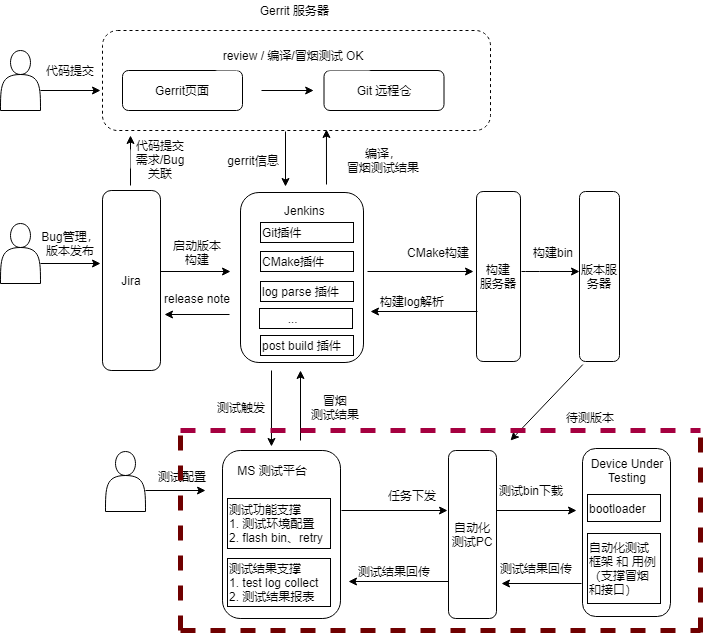 Gerrit 服务器
review / 编译/冒烟测试 OK
代码提交
Gerrit页面
Git 远程仓
代码提交
需求/Bug
关联
gerrit信息
编译,
冒烟测试结果
Bug管理,
版本发布
Jira
启动版本
构建
release note
Jenkins
Git插件
CMake插件
log parse 插件
...
post build 插件
CMake构建
构建log解析
构建
服务器
构建bin
版本服
务器
测试触发
冒烟
测试结果
待测版本
测试配置
MS 测试平台
测试功能支撑
1. 测试环境配置
2. flash bin、retry
测试结果支撑
1. test log collect
2. 测试结果报表
任务下发
测试结果回传
自动化
测试PC
测试bin下载
测试结果回传
Device Under
Testing
bootloader
自动化测试
框架 和 用例
（支撑冒烟
和接口）